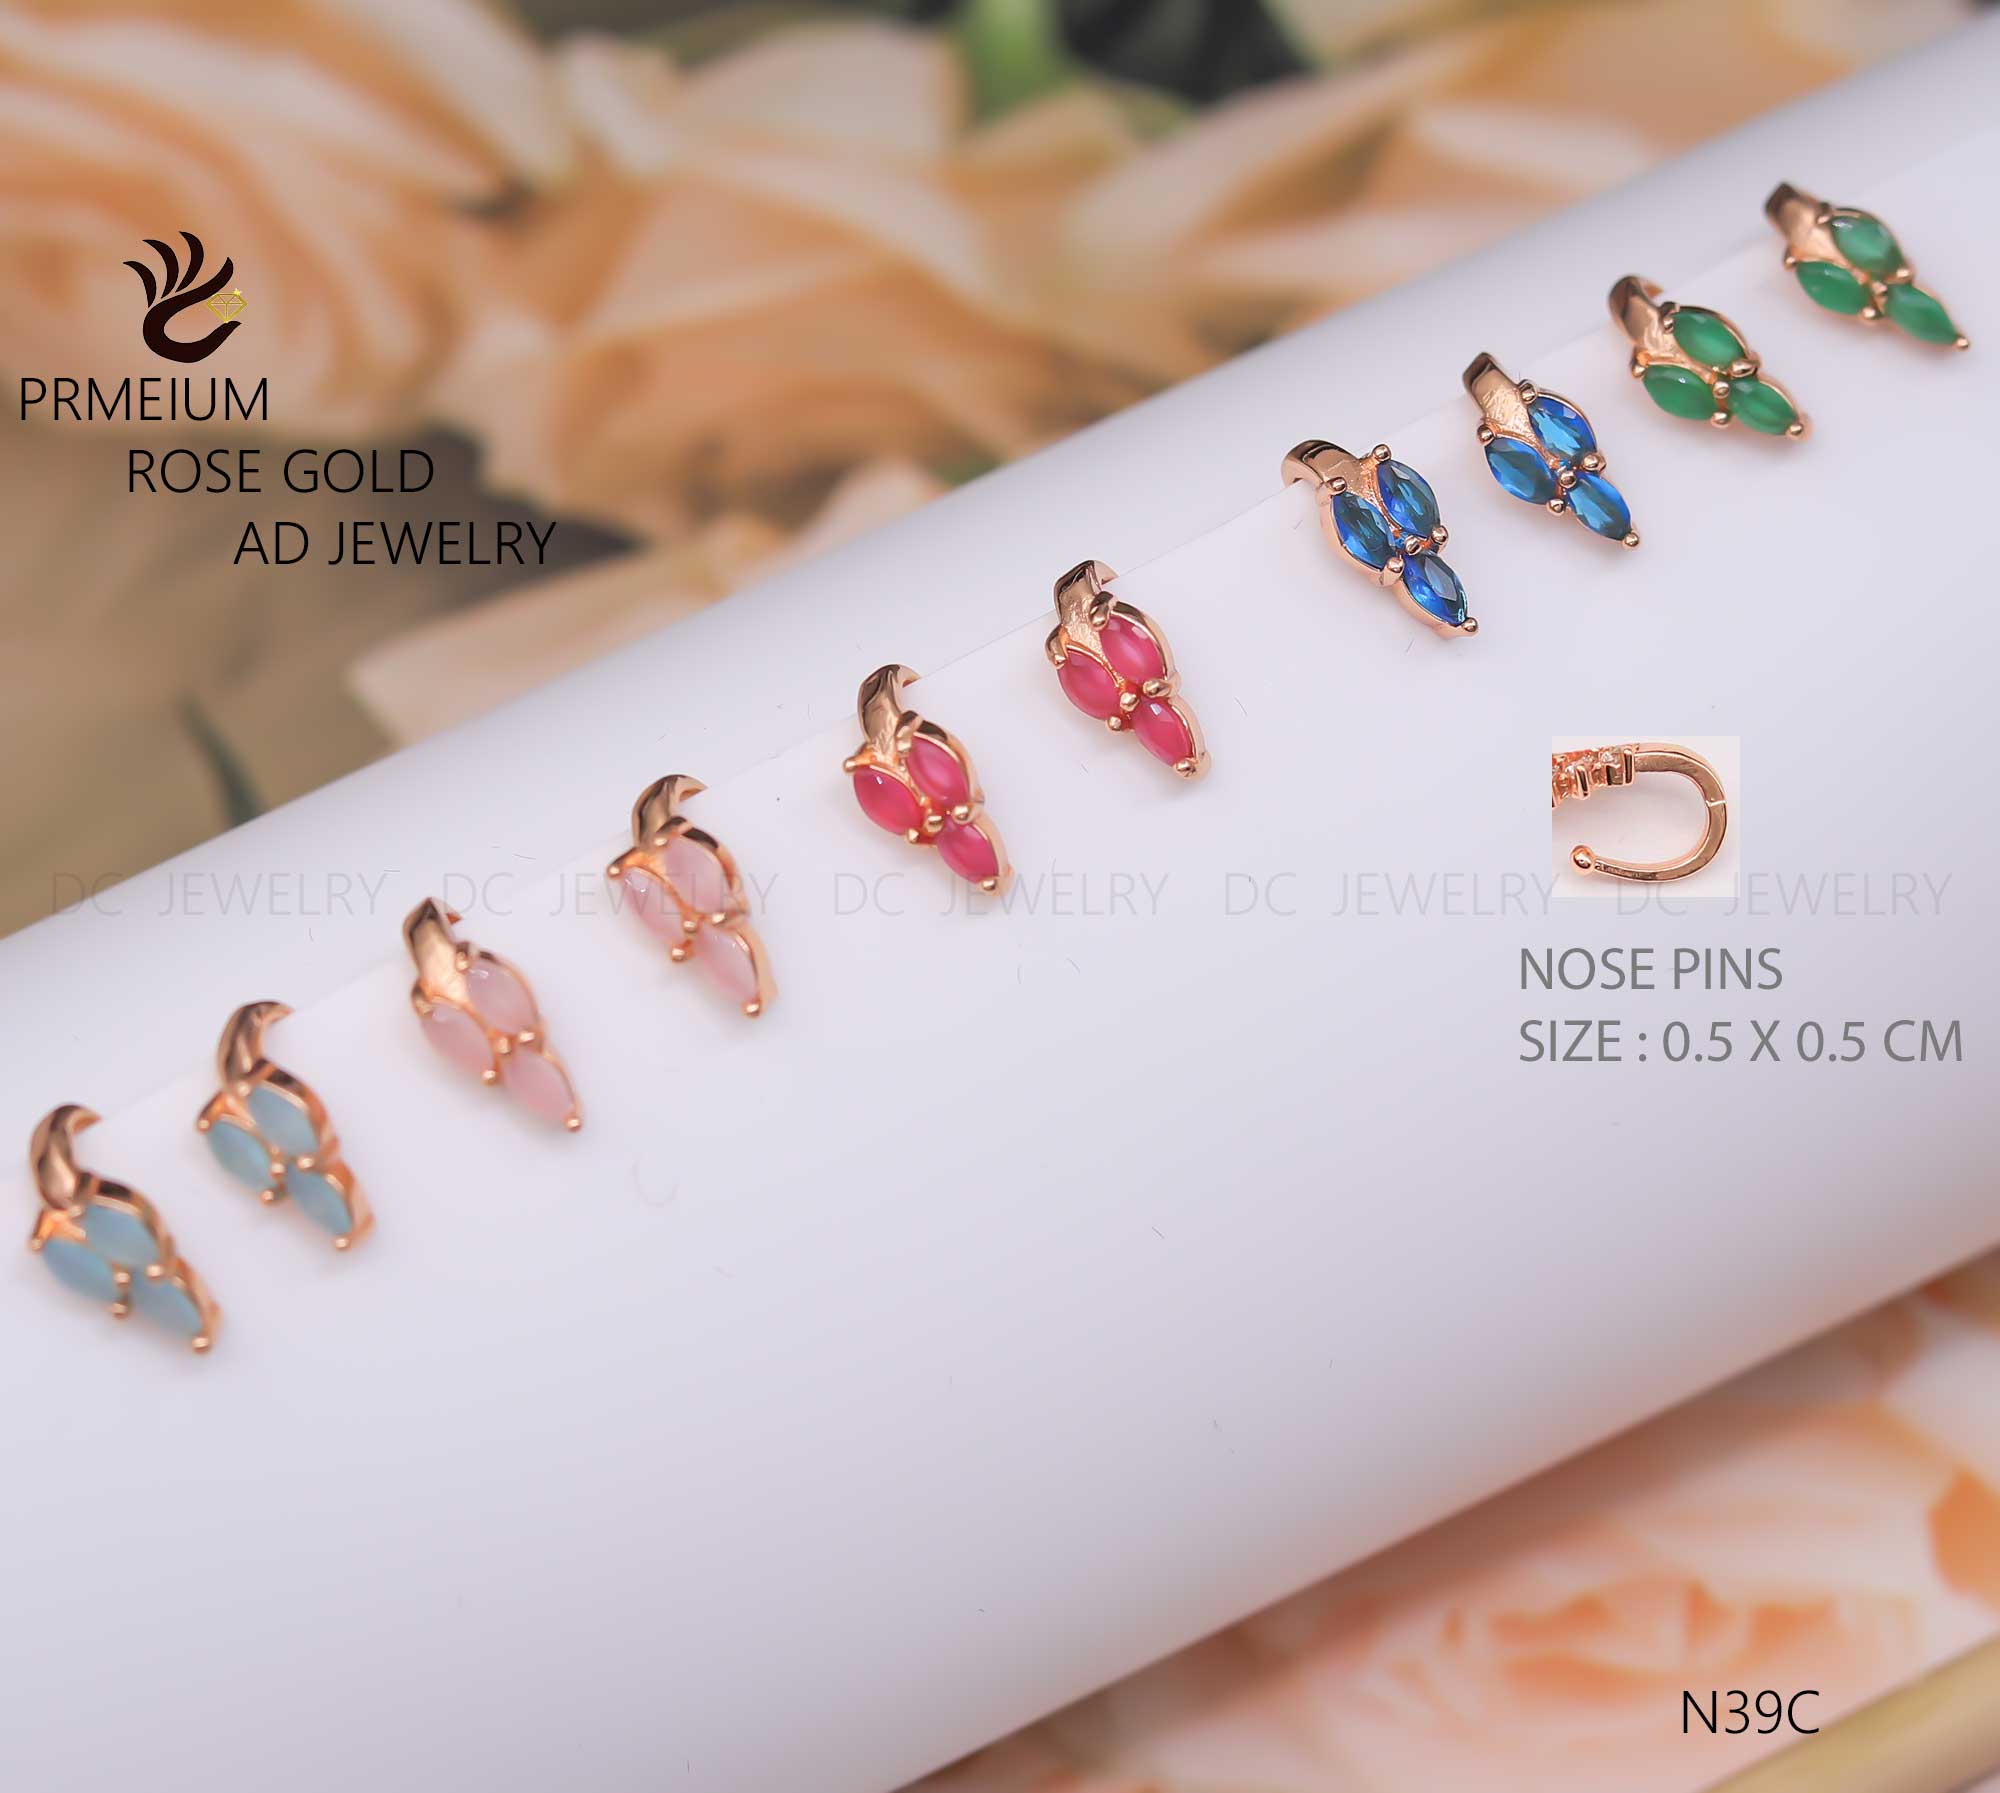 PRMEIUM
ROSE GOLD
AD JEWELRY
DC JEWELRY DC JEWELRY DC JEWELRY DC JEWELRY DC JEWELRY
NOSE PINS
SIZE : 0.5 X 0.5 CM
N39C